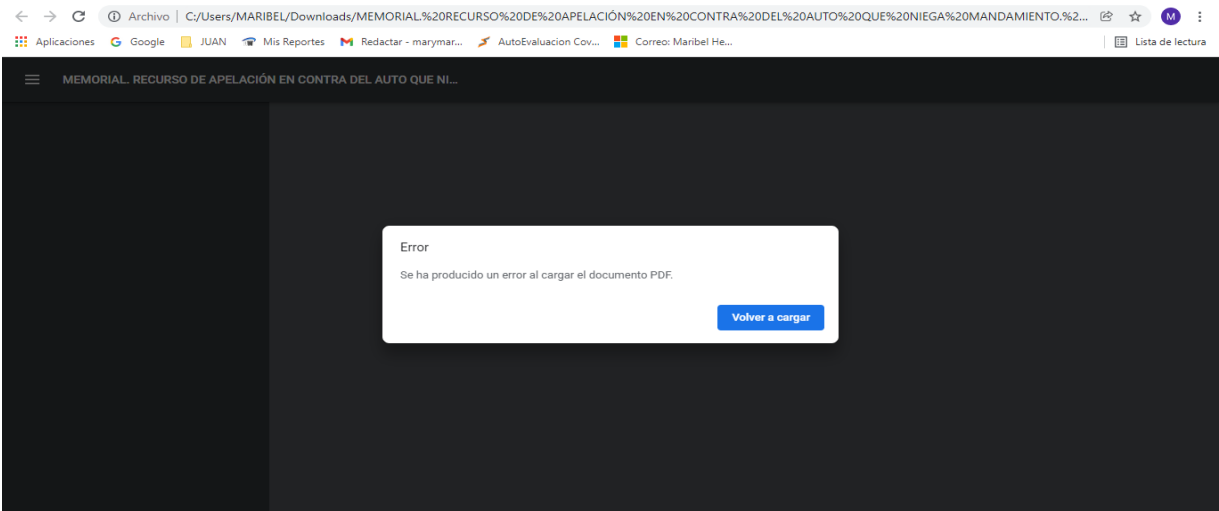 Archivo | C:/Users/MARIBEL/Downloads/MEMORIAL.%20RECURSO%20DE%20APELACIÓN%20EN%20CONTRA%20DEL%20AUTO%20QUE%20NIEGA%20MANDAMIENTO.%2... M
Aplicaciones Google JUAN Mis Reportes Redactar - marymar... AutoEvaluacion Cov... Correo: Maribel He... Lista de lectura
MEMORIAL. RECURSO DE APELACIÓN EN CONTRA DEL AUTO QUE NI...
Error
Se ha producido un error al cargar el documento PDF.
Volver a cargar